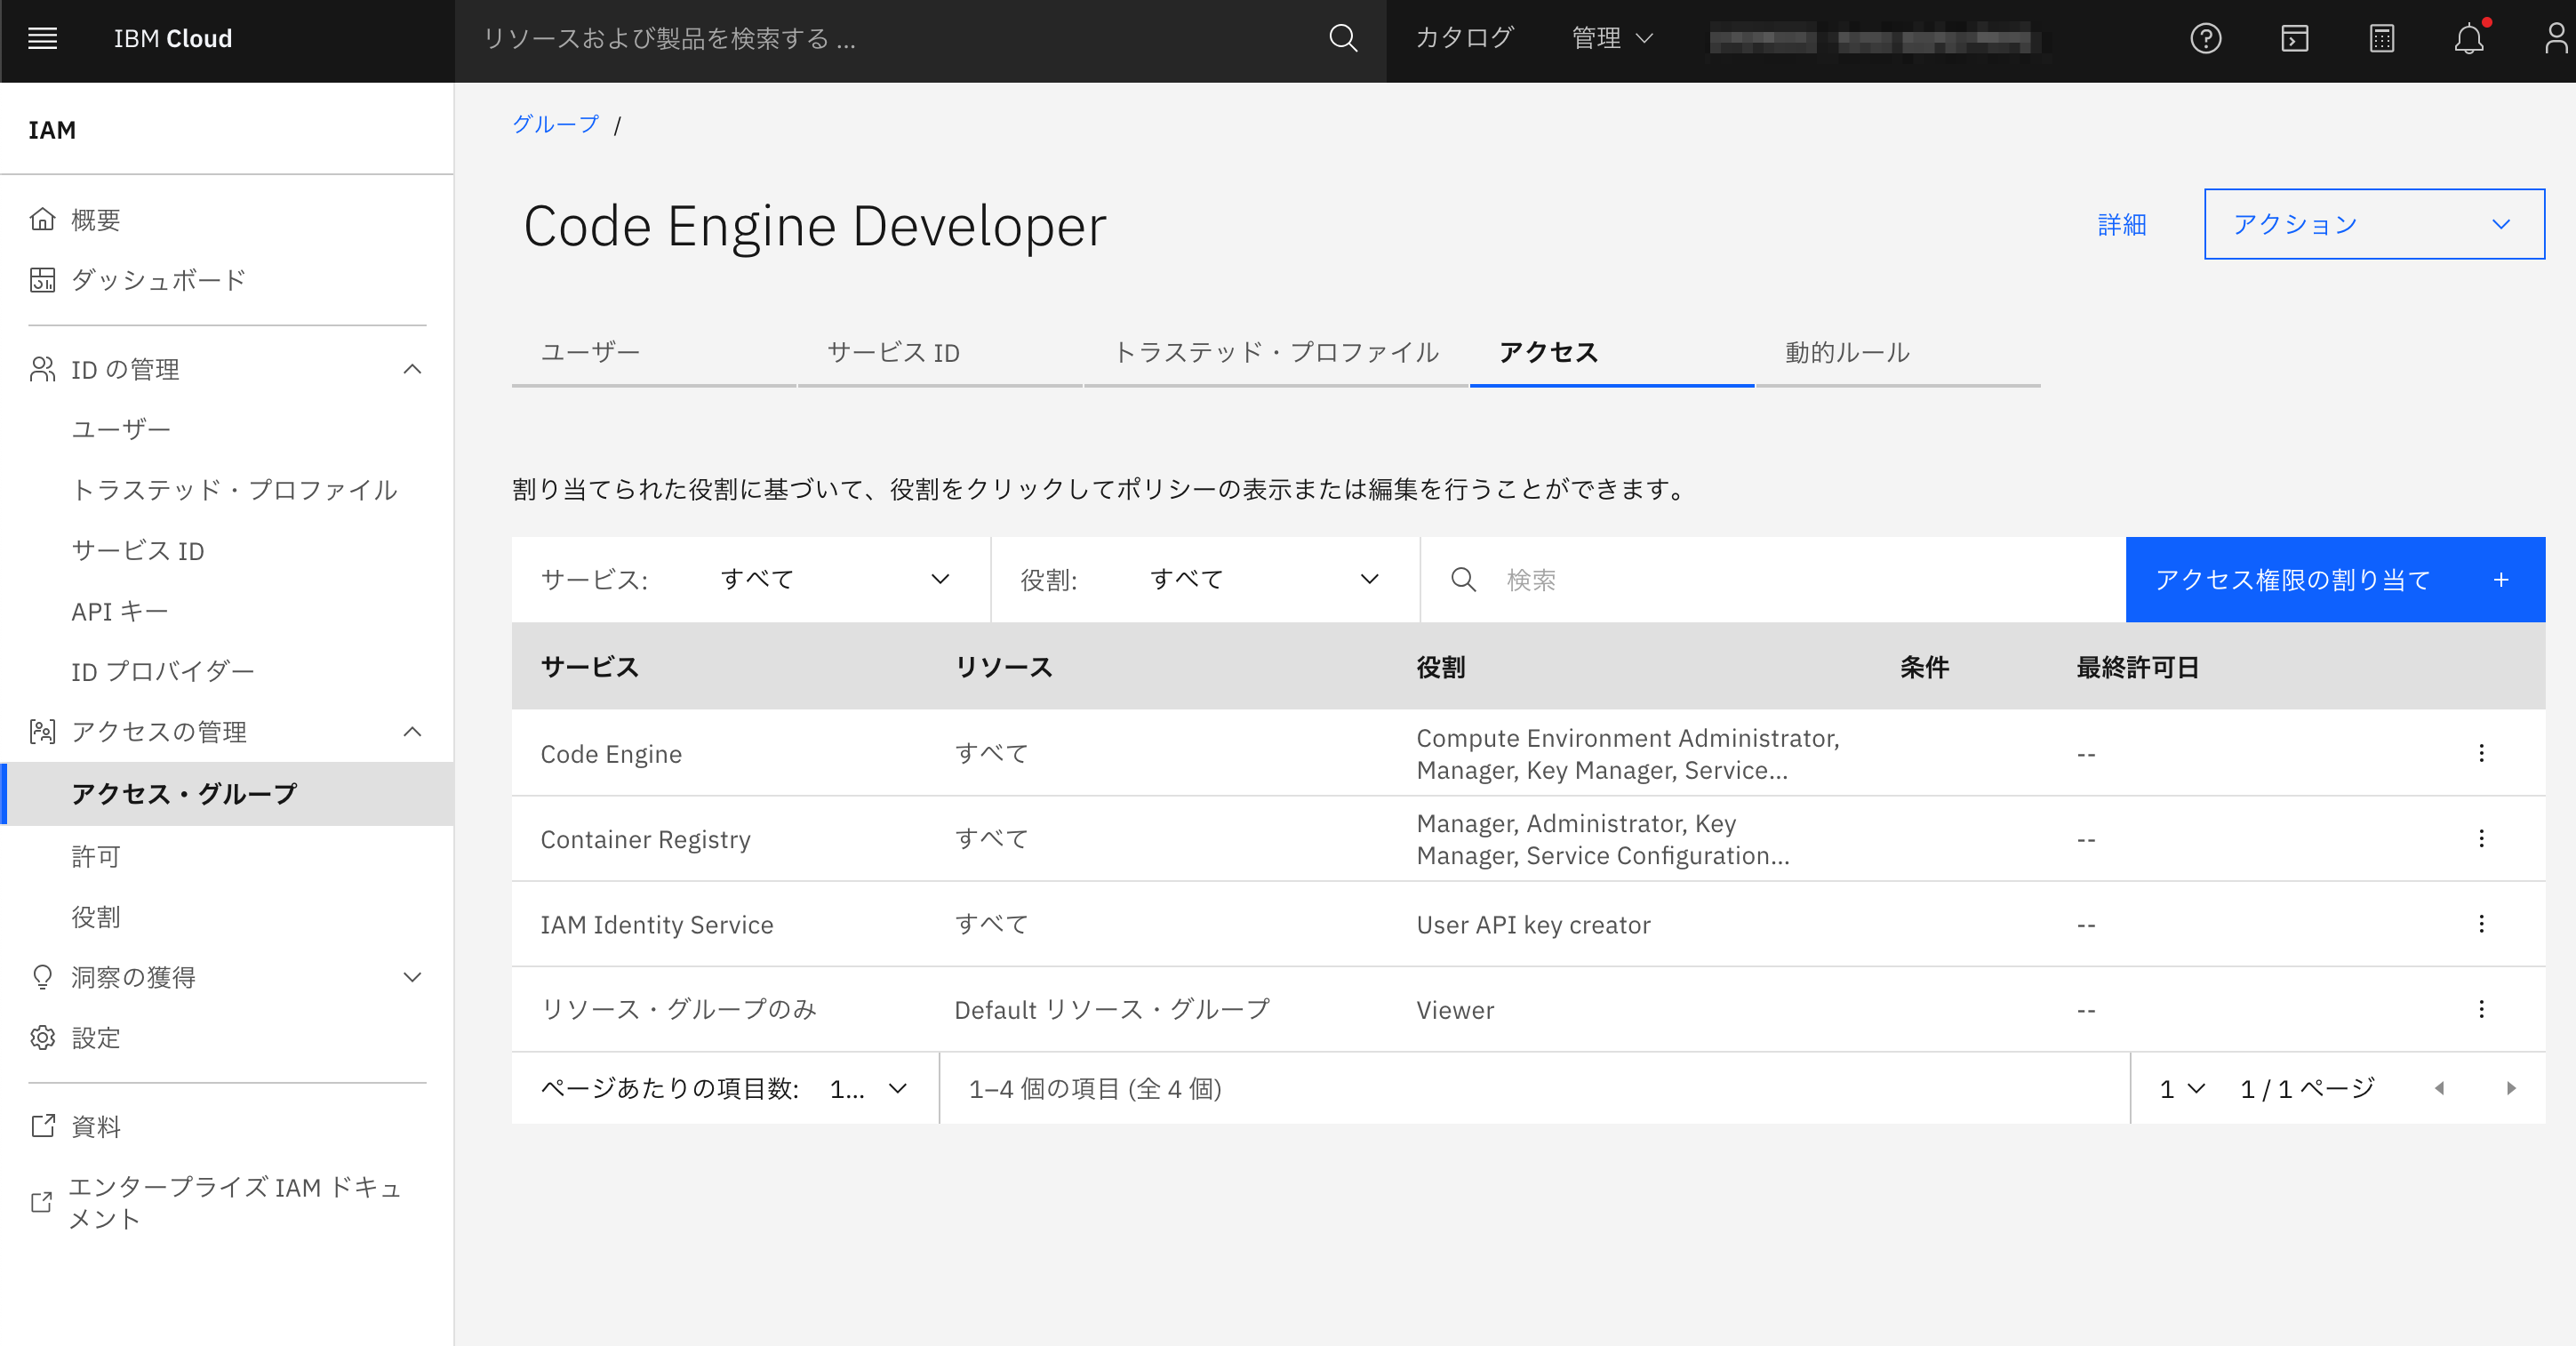 IBM Cloud
リソースおよび製品を検索する ...
カタログ
管理
IAM
概要
ダッシュボード
ID の管理
ユーザー
トラステッド・プロファイル
サービス ID
API キー
ID プロバイダー
アクセスの管理
アクセス・グループ
許可
役割
洞察の獲得
設定
資料
エンタープライズ IAM ドキュ
メント
グループ /
Code Engine Developer
詳細
アクション
ユーザー
サービス ID
トラステッド・プロファイル
アクセス
動的ルール
割り当てられた役割に基づいて、役割をクリックしてポリシーの表示または編集を行うことができます。
サービス: すべて
役割: すべて
検索
アクセス権限の割り当て +
サービス リソース 役割 条件 最終許可日
Code Engine すべて Compute Environment Administrator, --
Manager, Key Manager, Service...
Container Registry すべて Manager, Administrator, Key --
Manager, Service Configuration...
IAM Identity Service すべて User API key creator --
リソース・グループのみ Default リソース・グループ Viewer --
ページあたりの項目数: 1... 1–4 個の項目 (全 4 個) 1 1 / 1 ページ